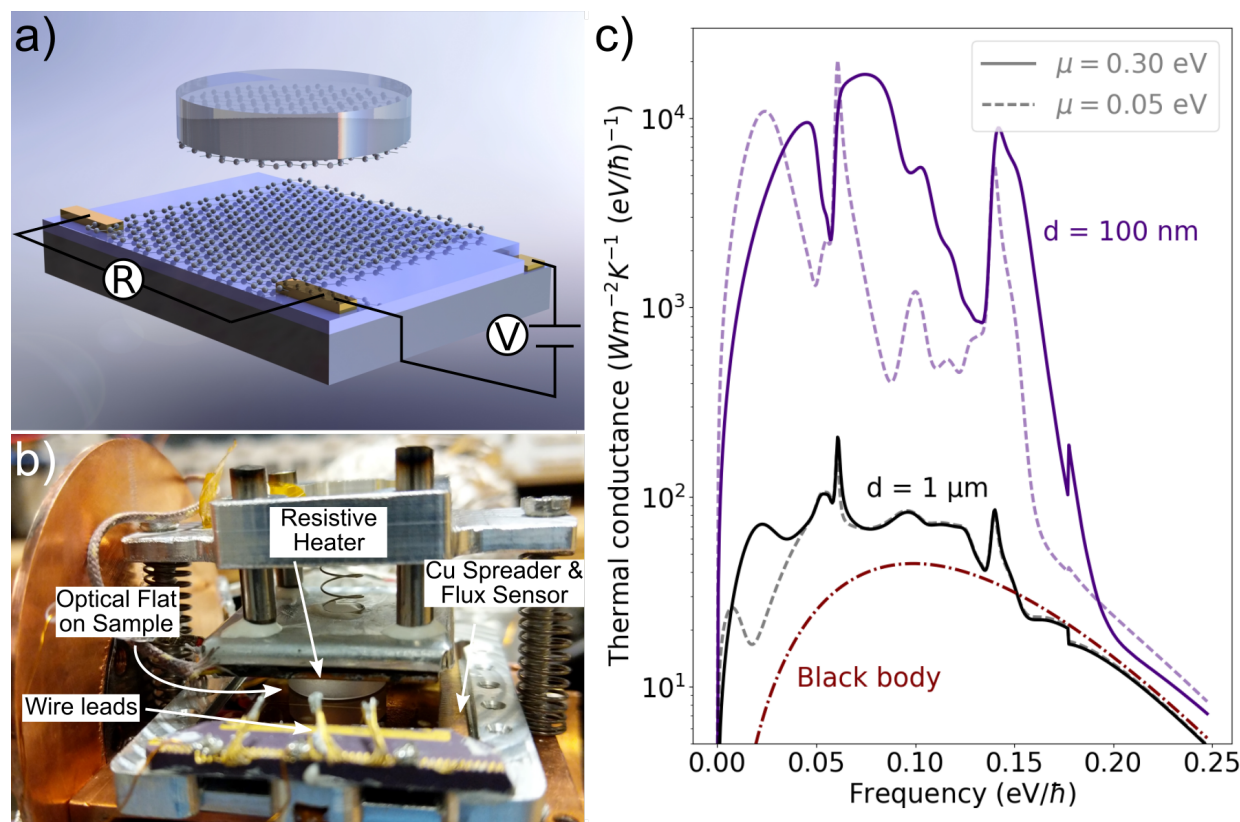 a)
R
V
b)
Resistive
Heater
Cu Spreader &
Flux Sensor
Optical Flat
on Sample
Wire leads
c)
Thermal conductance (Wm⁻²K⁻¹ (eV/ℏ)⁻¹)
10⁴
10³
10²
10¹
μ = 0.30 eV
μ = 0.05 eV
d = 100 nm
d = 1 μm
Black body
0.00 0.05 0.10 0.15 0.20 0.25
Frequency (eV/ℏ)